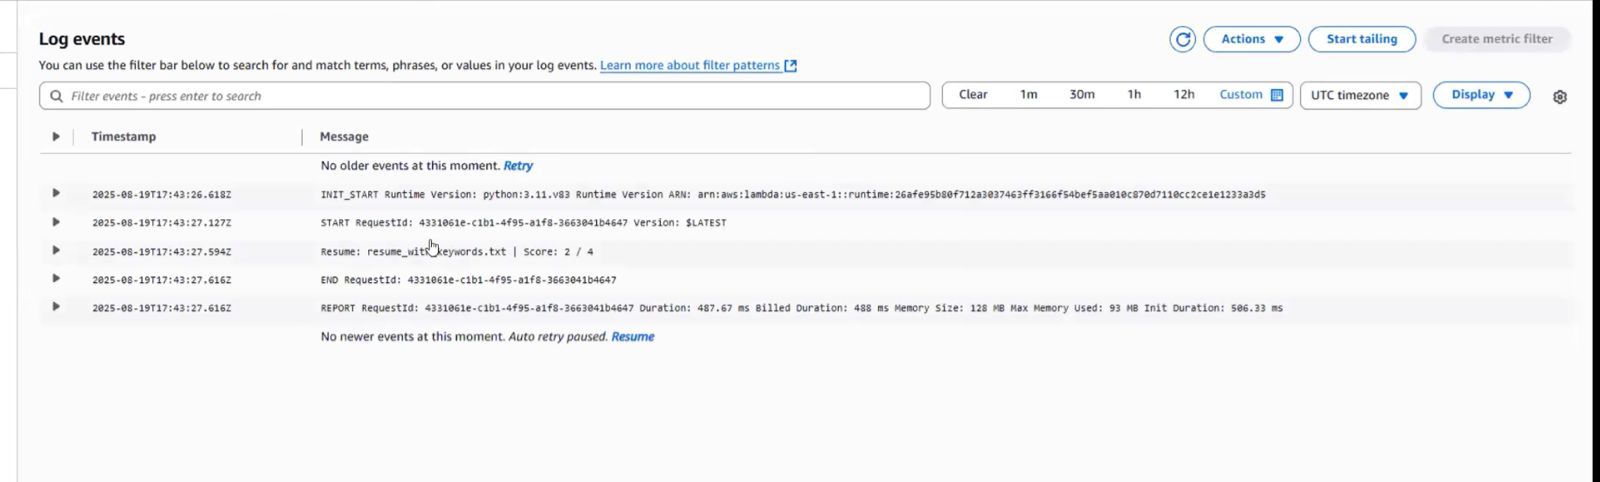 Log events
Actions
Start tailing
Create metric filter
You can use the filter bar below to search for and match terms, phrases, or values in your log events. Learn more about filter patterns
Filter events - press enter to search
Clear 1m 30m 1h 12h Custom UTC timezone Display
Timestamp Message
No older events at this moment. Retry
2025-08-19T17:43:26.618Z INIT_START Runtime Version: python:3.11.v83 Runtime Version ARN: arn:aws:lambda:us-east-1::runtime:26afe95b80f712a3037463ff3166f54bef5aa010c870d7110cc2ce1e1233a3d5
2025-08-19T17:43:27.127Z START RequestId: 4331061e-c1b1-4f95-a1f8-3663041b4647 Version: $LATEST
2025-08-19T17:43:27.594Z Resume: resume_with_keywords.txt | Score: 2 / 4
2025-08-19T17:43:27.616Z END RequestId: 4331061e-c1b1-4f95-a1f8-3663041b4647
2025-08-19T17:43:27.616Z REPORT RequestId: 4331061e-c1b1-4f95-a1f8-3663041b4647 Duration: 487.67 ms Billed Duration: 488 ms Memory Size: 128 MB Max Memory Used: 93 MB Init Duration: 506.33 ms
No newer events at this moment. Auto retry paused. Resume